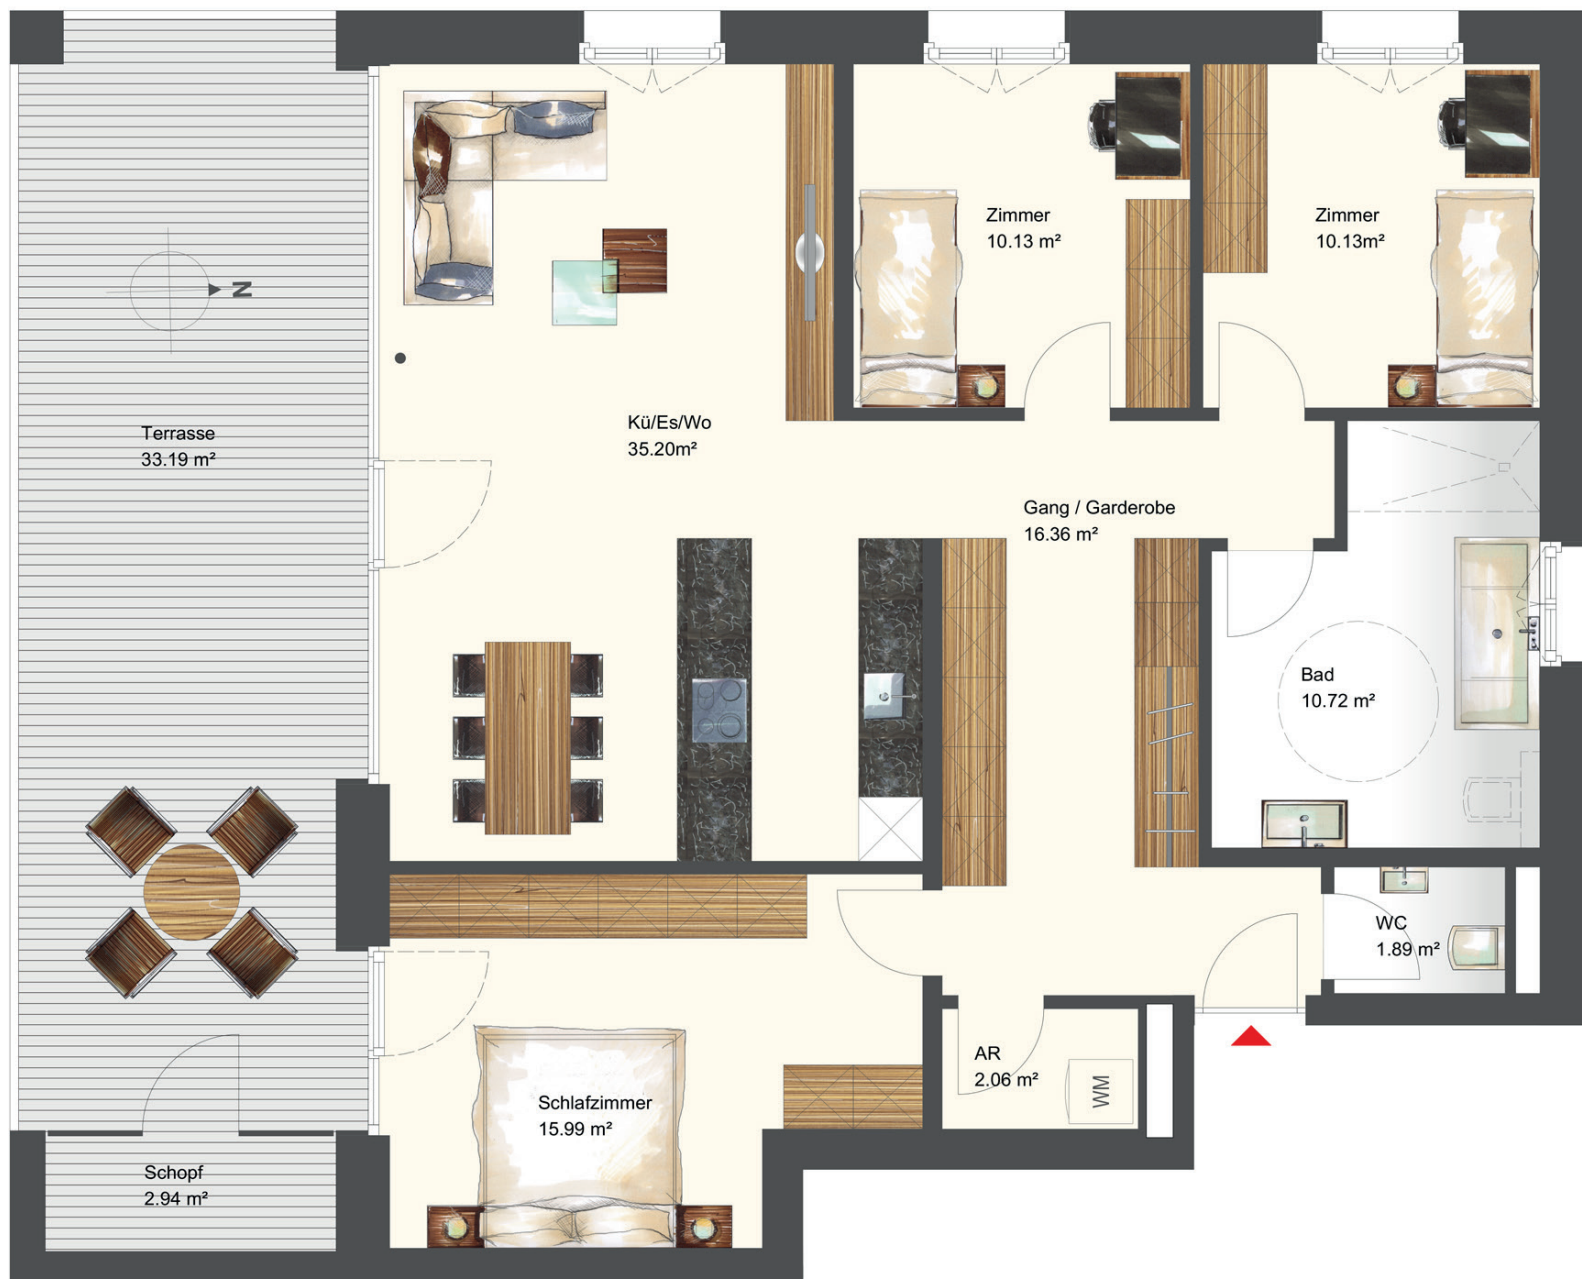 Zimmer
10.13 m²
Zimmer
10.13m²
N
Terrasse
33.19 m²
Kü/Es/Wo
35.20m²
Gang / Garderobe
16.36 m²
Bad
10.72 m²
WC
1.89 m²
AR
2.06 m²
WM
Schlafzimmer
15.99 m²
Schopf
2.94 m²